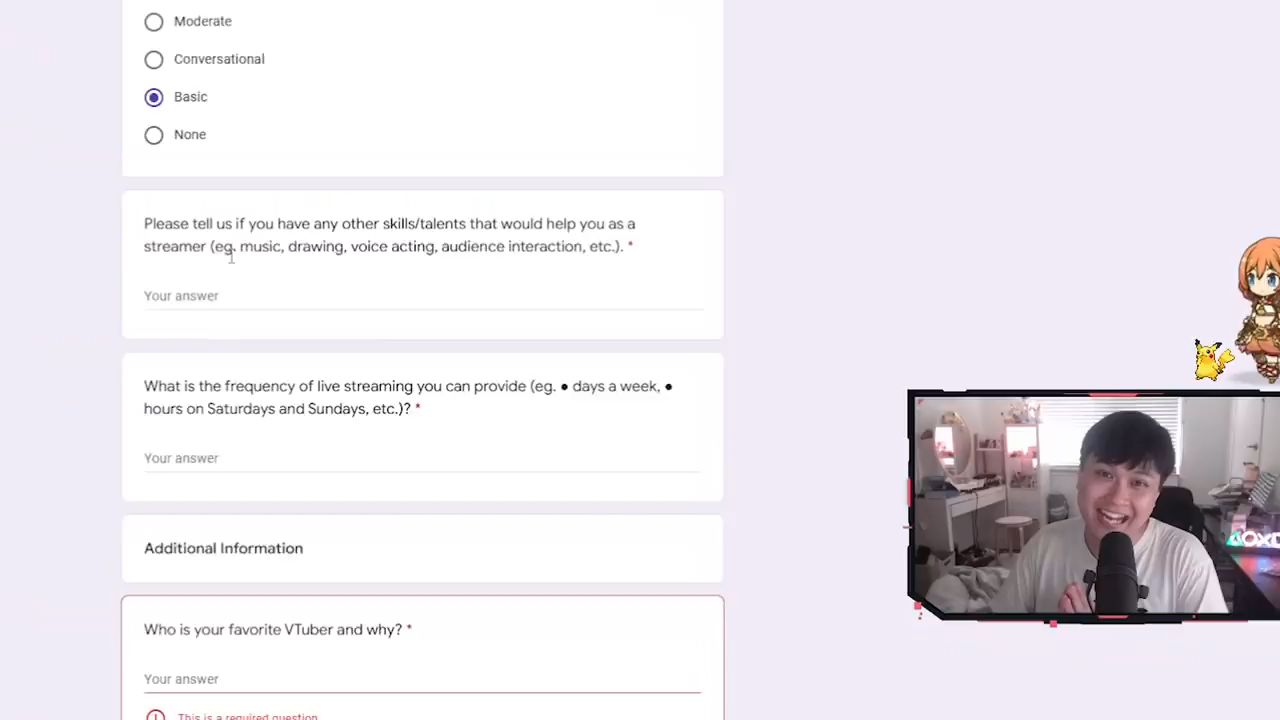 Moderate
Conversational
Basic
None
Please tell us if you have any other skills/talents that would help you as a
streamer (eg. music, drawing, voice acting, audience interaction, etc.). *
Your answer
What is the frequency of live streaming you can provide (eg. ● days a week, ●
hours on Saturdays and Sundays, etc.)? *
Your answer
Additional Information
Who is your favorite VTuber and why? *
Your answer
This is a required question